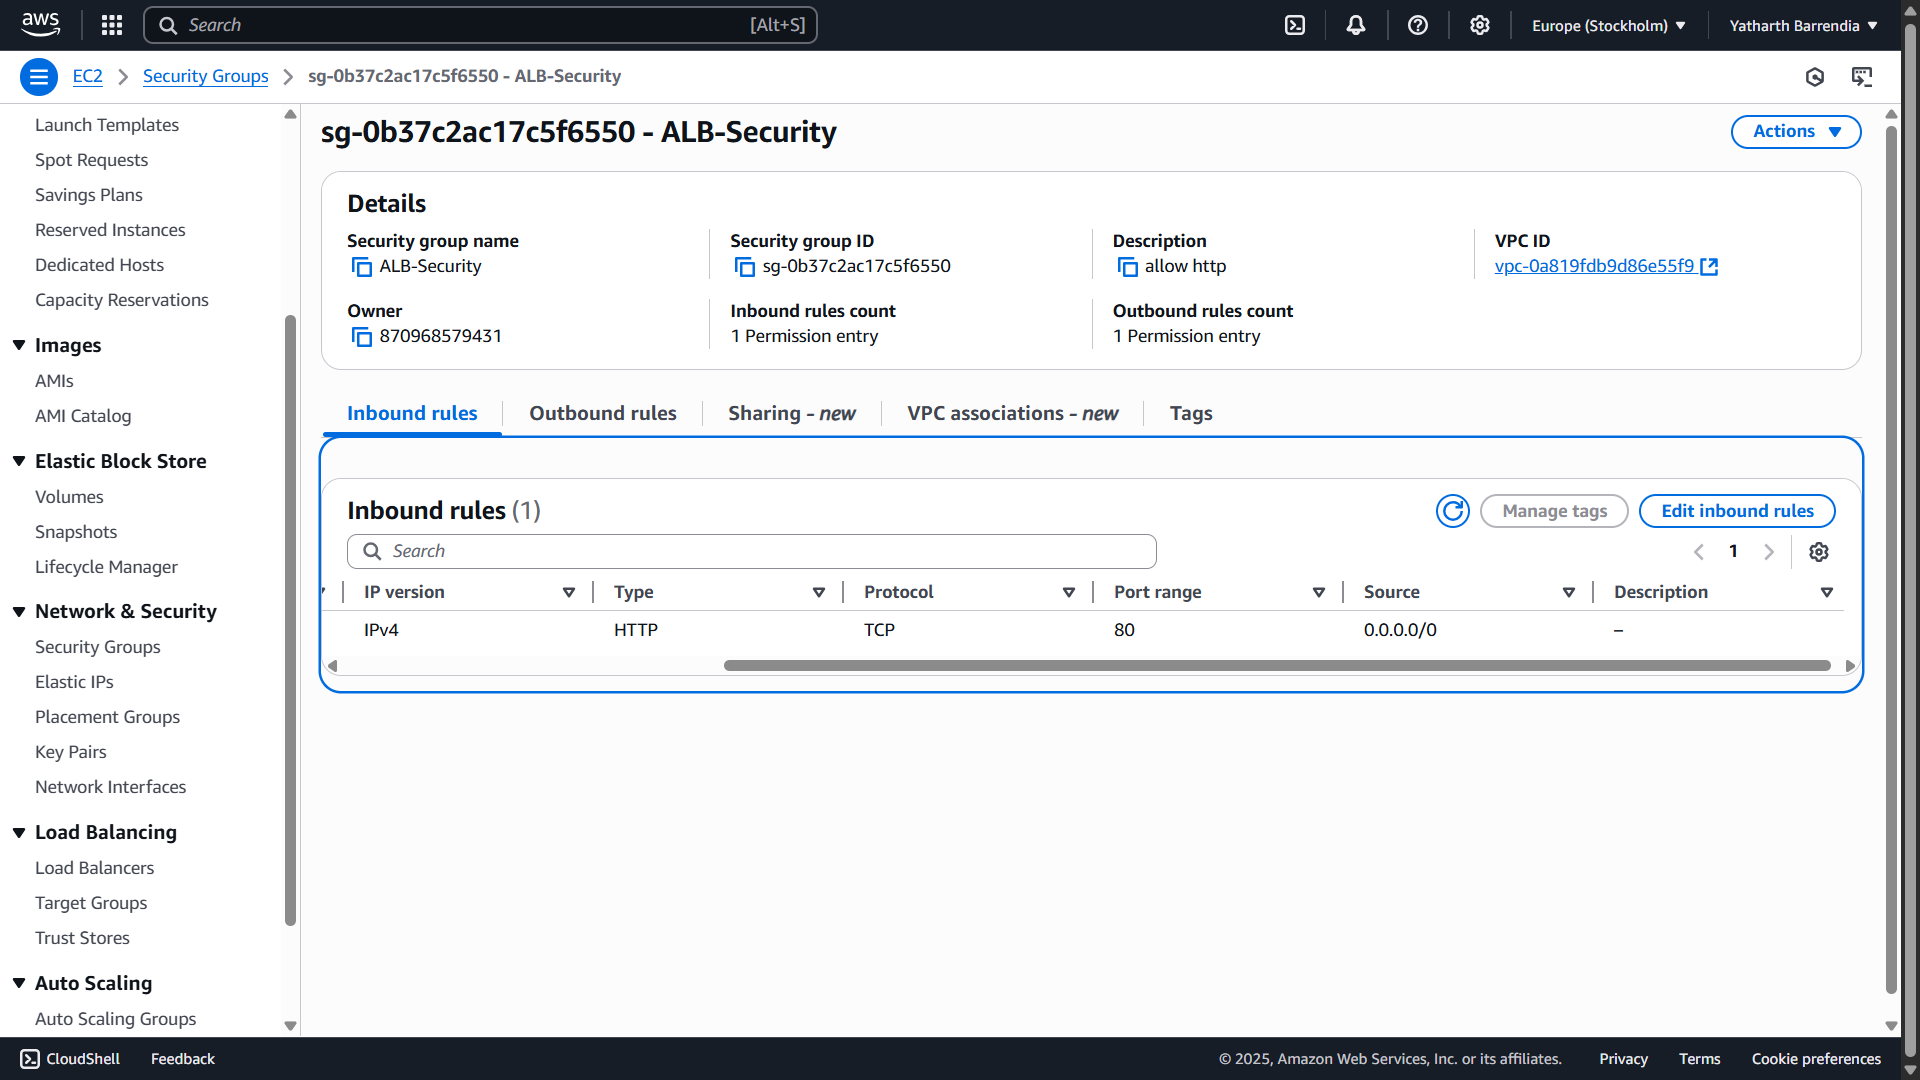 aws
Search [Alt+S]
Europe (Stockholm)
Yatharth Barrendia
EC2
Security Groups
sg-0b37c2ac17c5f6550 - ALB-Security
Launch Templates
Spot Requests
Savings Plans
Reserved Instances
Dedicated Hosts
Capacity Reservations
Images
AMIs
AMI Catalog
Elastic Block Store
Volumes
Snapshots
Lifecycle Manager
Network & Security
Security Groups
Elastic IPs
Placement Groups
Key Pairs
Network Interfaces
Load Balancing
Load Balancers
Target Groups
Trust Stores
Auto Scaling
Auto Scaling Groups
sg-0b37c2ac17c5f6550 - ALB-Security
Actions
Details
Security group name
ALB-Security
Security group ID
sg-0b37c2ac17c5f6550
Description
allow http
VPC ID
vpc-0a819fdb9d86e55f9
Owner
870968579431
Inbound rules count
1 Permission entry
Outbound rules count
1 Permission entry
Inbound rules
Outbound rules
Sharing - new
VPC associations - new
Tags
Inbound rules (1)
Manage tags
Edit inbound rules
Search
1
IP version Type Protocol Port range Source Description
IPv4 HTTP TCP 80 0.0.0.0/0 –
CloudShell
Feedback
© 2025, Amazon Web Services, Inc. or its affiliates.
Privacy
Terms
Cookie preferences